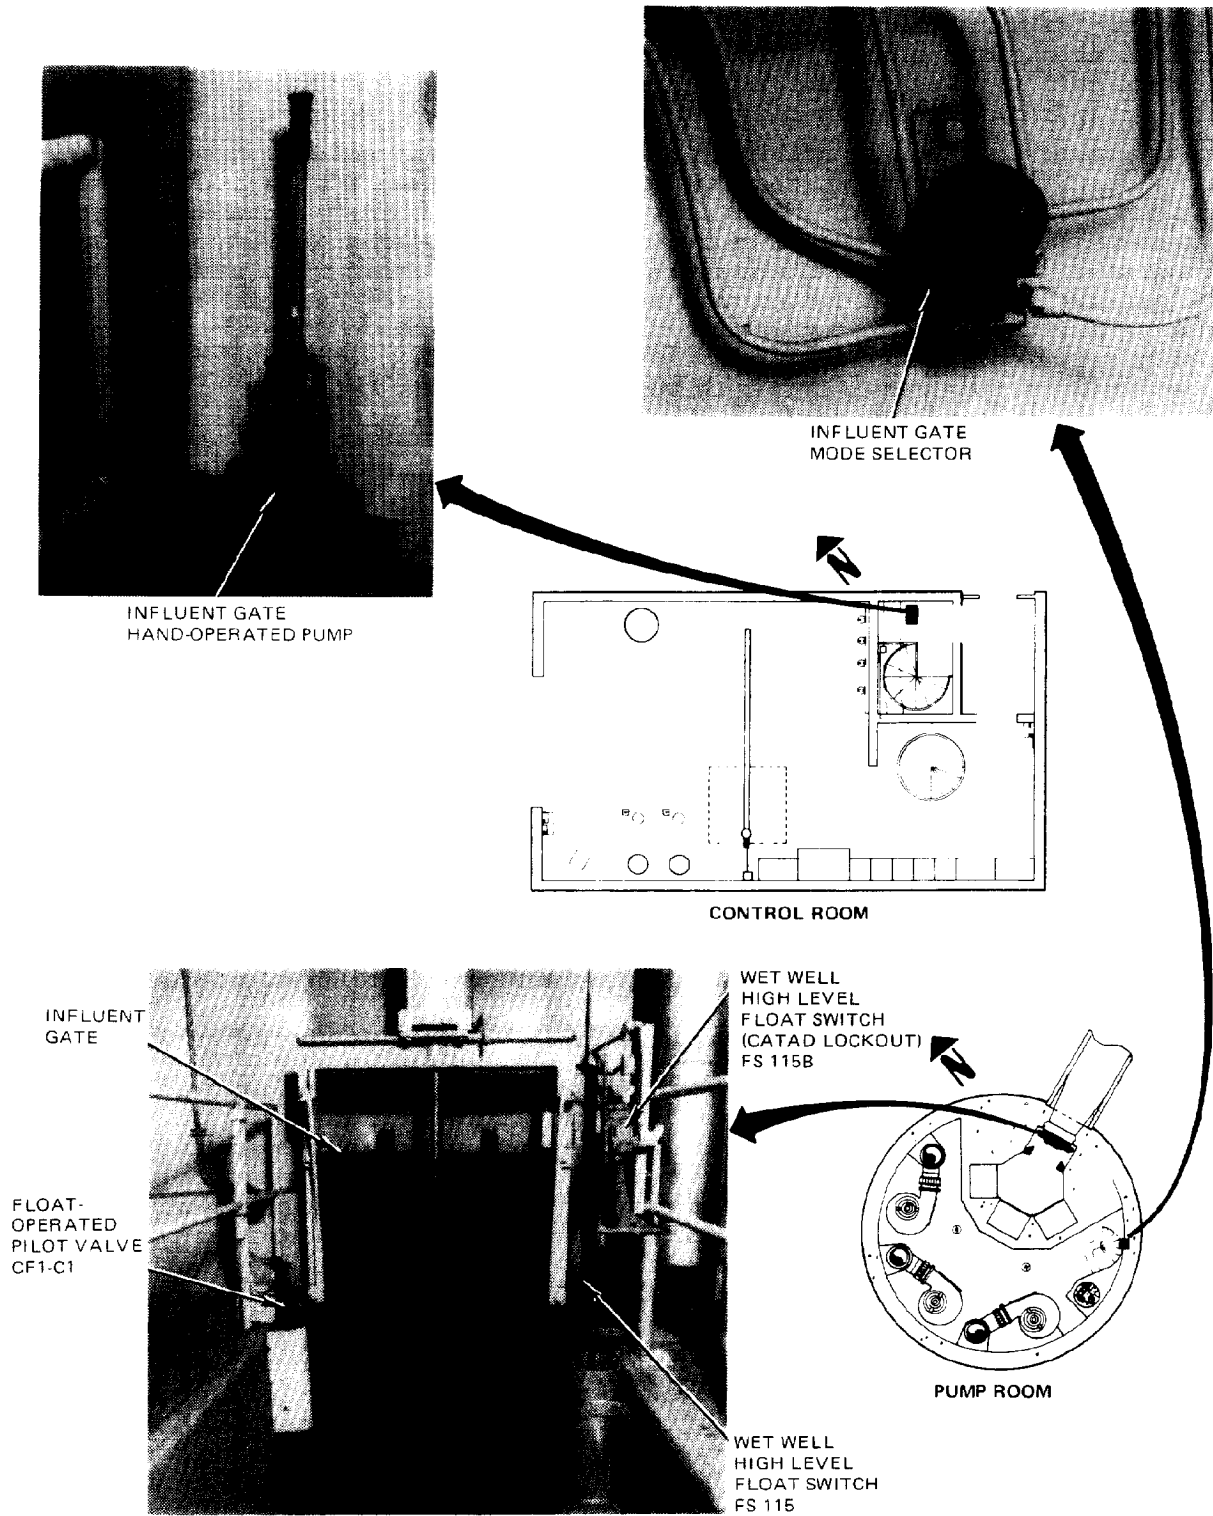 INFLUENT GATE
MODE SELECTOR
INFLUENT GATE
HAND-OPERATED PUMP
N
CONTROL ROOM
INFLUENT
GATE
WET WELL
HIGH LEVEL
FLOAT SWITCH
(CATAD LOCKOUT)
FS 115B
N
FLOAT-
OPERATED
PILOT VALVE
CF1-C1
PUMP ROOM
WET WELL
HIGH LEVEL
FLOAT SWITCH
FS 115